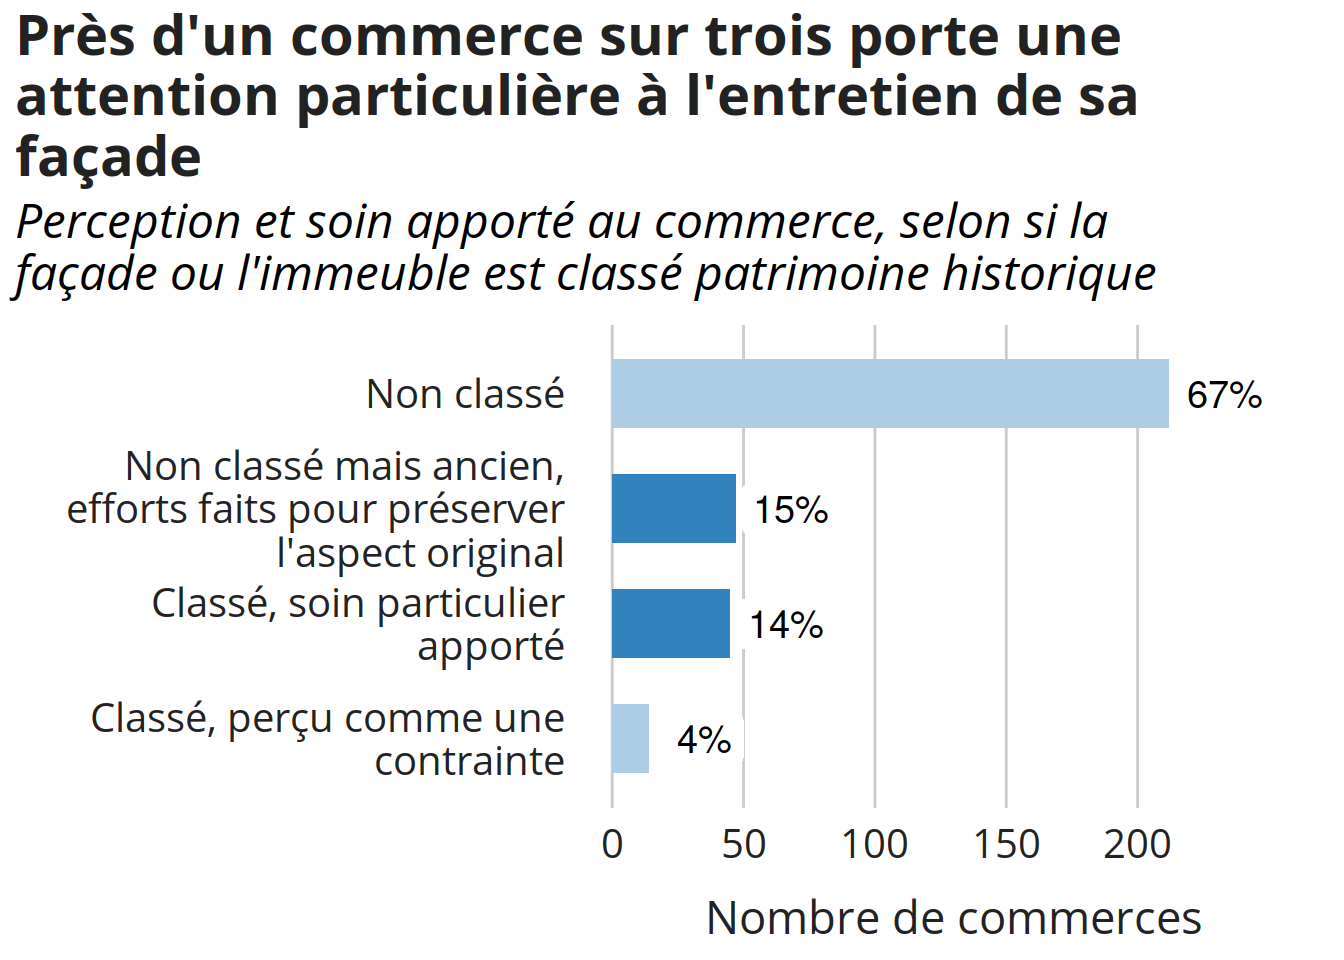 Près d'un commerce sur trois porte une
attention particulière à l'entretien de sa
façade
Perception et soin apporté au commerce, selon si la
façade ou l'immeuble est classé patrimoine historique
Non classé
67%
Non classé mais ancien,
efforts faits pour préserver
l'aspect original
15%
Classé, soin particulier
apporté
14%
Classé, perçu comme une
contrainte
4%
0 50 100 150 200
Nombre de commerces